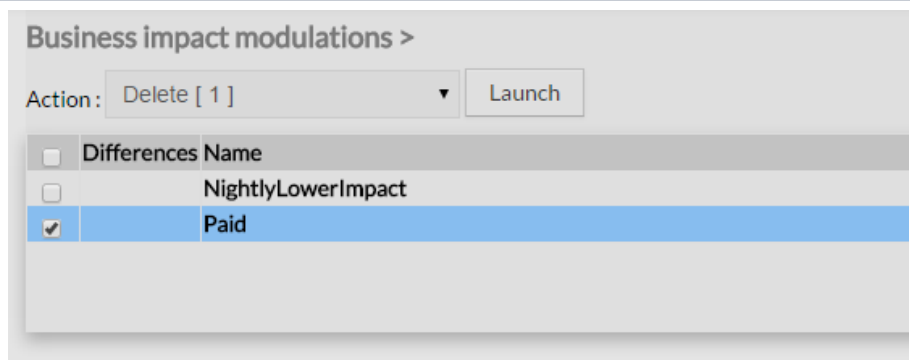 Business impact modulations >
Action : Delete [ 1 ] Launch
Differences Name
NightlyLowerImpact
Paid